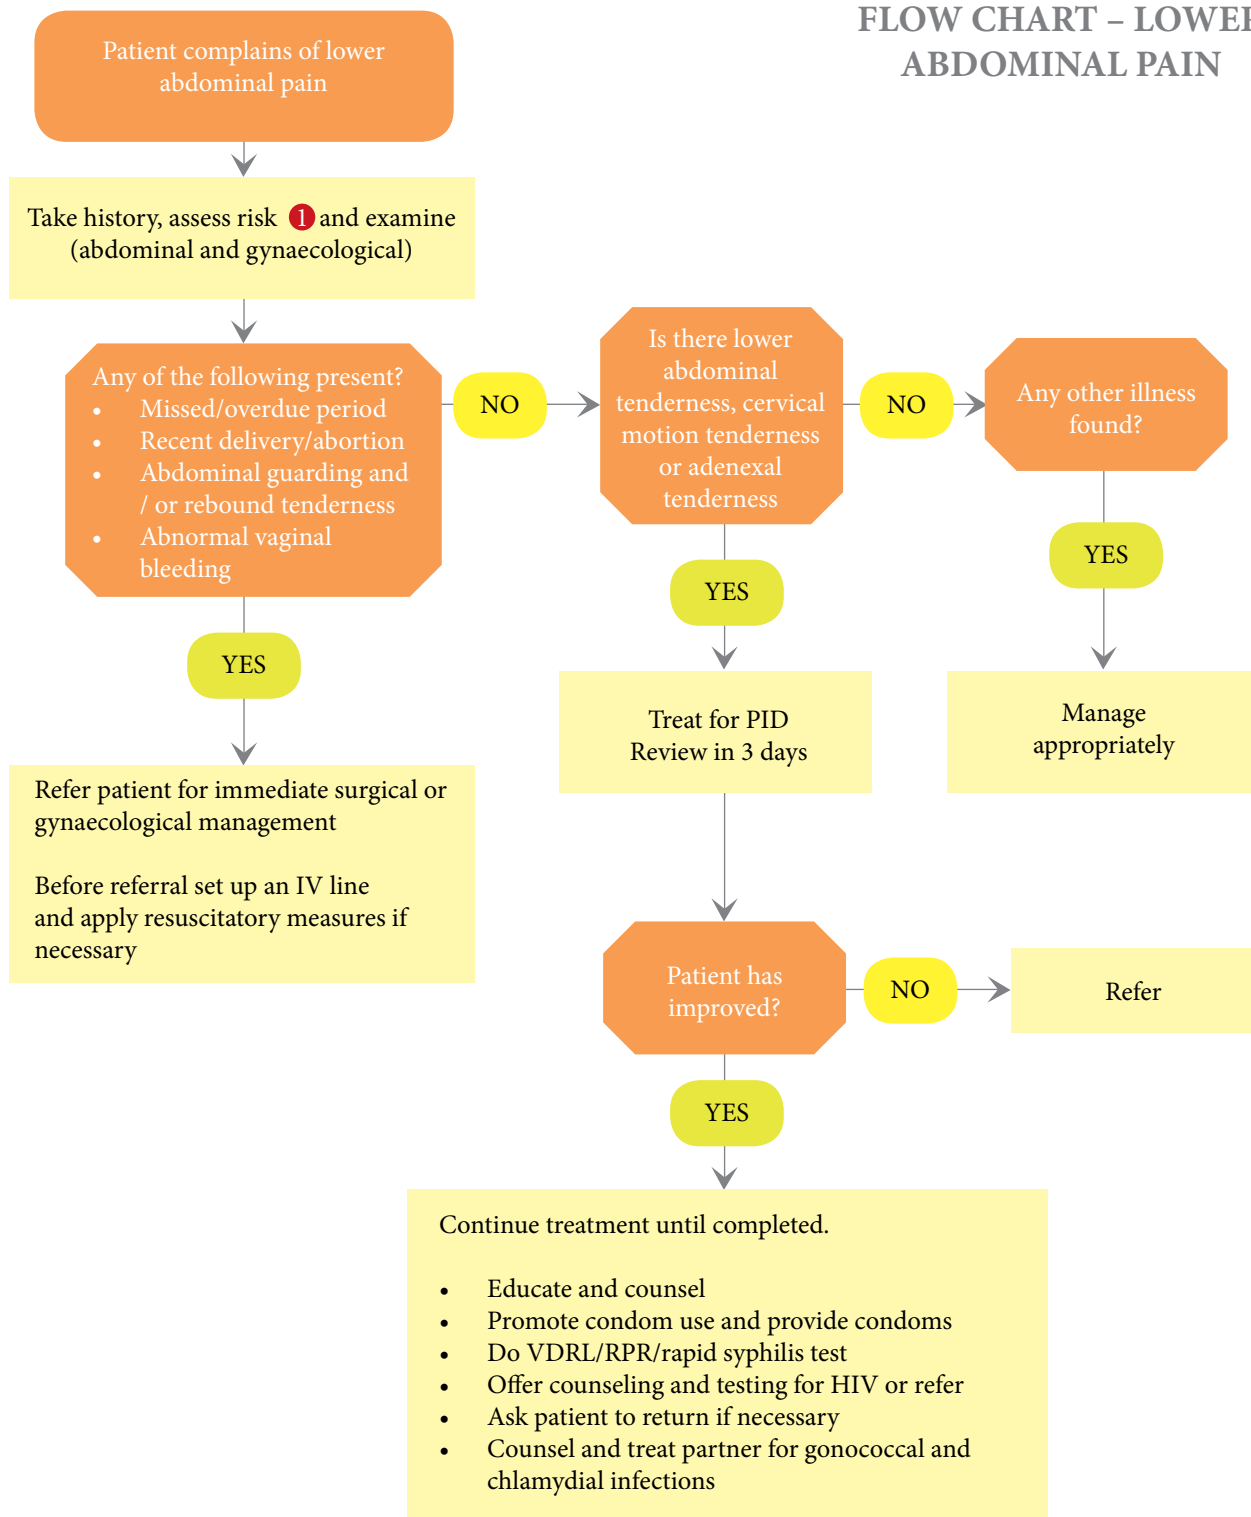 FLOW CHART – LOWER
ABDOMINAL PAIN
Patient complains of lower
abdominal pain
Take history, assess risk 1 and examine
(abdominal and gynaecological)
Any of the following present?
• Missed/overdue period
• Recent delivery/abortion
• Abdominal guarding and
/ or rebound tenderness
• Abnormal vaginal
bleeding
NO
Is there lower
abdominal
tenderness, cervical
motion tenderness
or adenexal
tenderness
NO
Any other illness
found?
YES
YES
YES
Refer patient for immediate surgical or
gynaecological management
Before referral set up an IV line
and apply resuscitatory measures if
necessary
Treat for PID
Review in 3 days
Manage
appropriately
Patient has
improved?
NO
Refer
YES
Continue treatment until completed.
• Educate and counsel
• Promote condom use and provide condoms
• Do VDRL/RPR/rapid syphilis test
• Offer counseling and testing for HIV or refer
• Ask patient to return if necessary
• Counsel and treat partner for gonococcal and
chlamydial infections